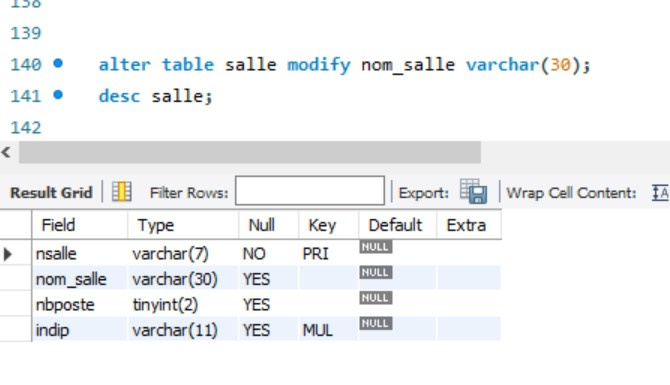 138
139
140 alter table salle modify nom_salle varchar(30);
141 desc salle;
142
Result Grid Filter Rows: Export: Wrap Cell Content:
Field Type Null Key Default Extra
nsalle varchar(7) NO PRI NULL
nom_salle varchar(30) YES NULL
nbposte tinyint(2) YES NULL
indip varchar(11) YES MUL NULL